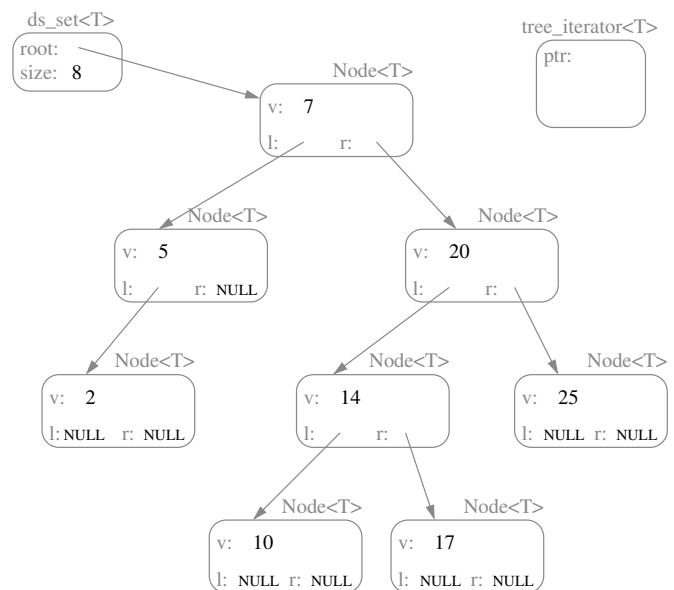 ds_set<T>
tree_iterator<T>
root:
size: 8
ptr:
Node<T>
v: 7
l: r:
Node<T>
Node<T>
v: 5
v: 20
l: r: NULL
l: r:
Node<T>
Node<T>
Node<T>
v: 2
v: 14
v: 25
l: NULL r: NULL
l: r:
l: NULL r: NULL
Node<T>
Node<T>
v: 10
v: 17
l: NULL r: NULL
l: NULL r: NULL